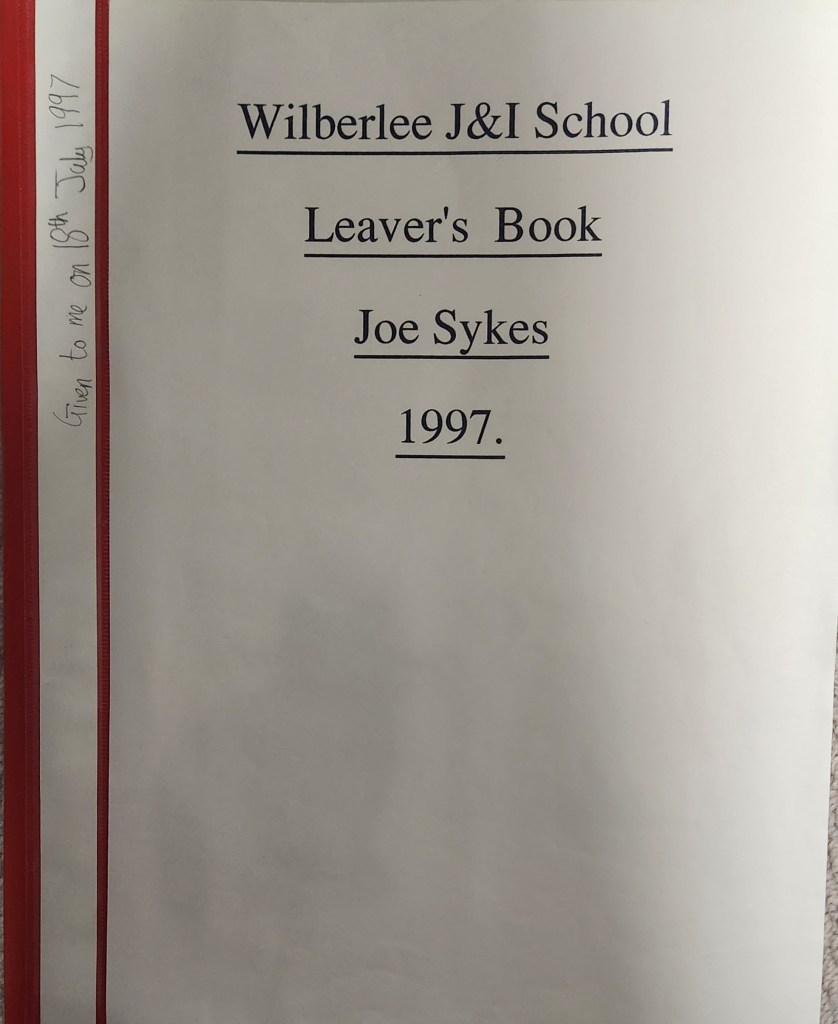 Wilberlee J&I School
Leaver's Book
Joe Sykes
1997.
Given to me on 18th July 1997